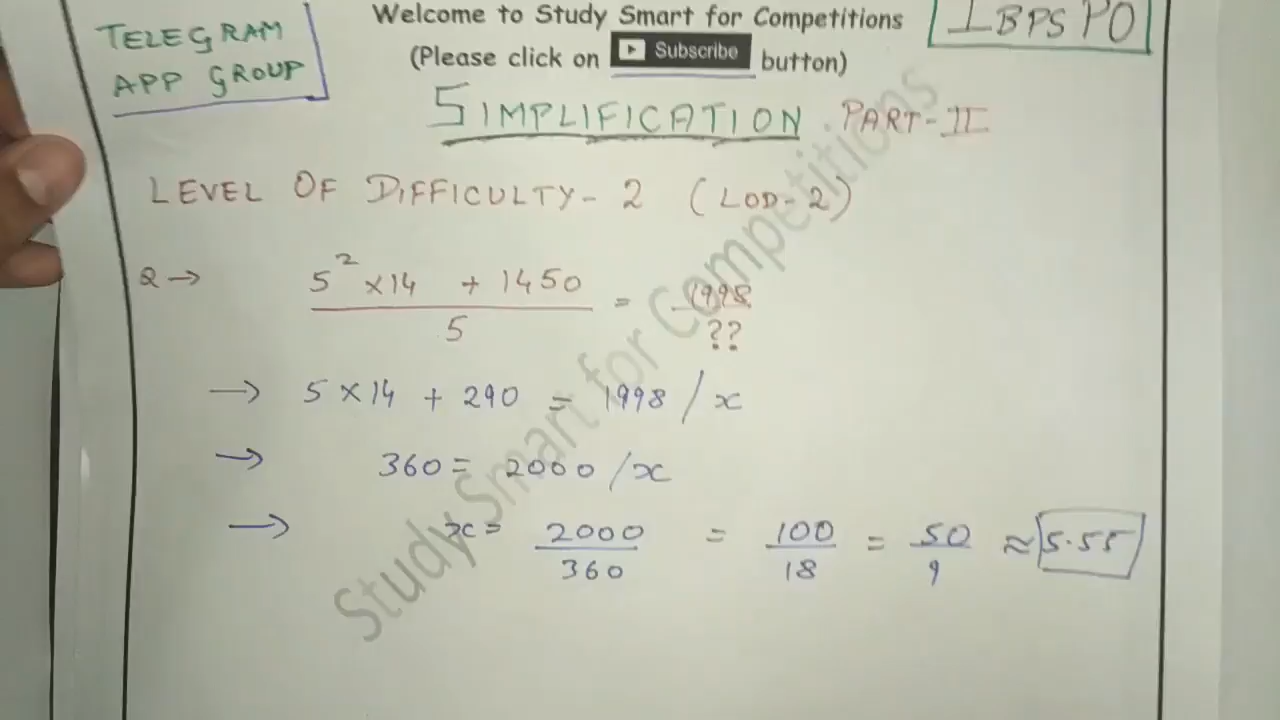 TELEGRAM
APP GROUP
Welcome to Study Smart for Competitions
(Please click on Subscribe button)
IBPS PO
SIMPLIFICATION PART-II
LEVEL OF DIFFICULTY - 2 (LOD-2)
Q → (5² × 14 + 1450) / 5 = 1998 / ??
→ 5 × 14 + 290 = 1998 / x
→ 360 = 2000 / x
→ x = 2000/360 = 100/18 = 50/9 ≈ 5.55
Study Smart for Competitions